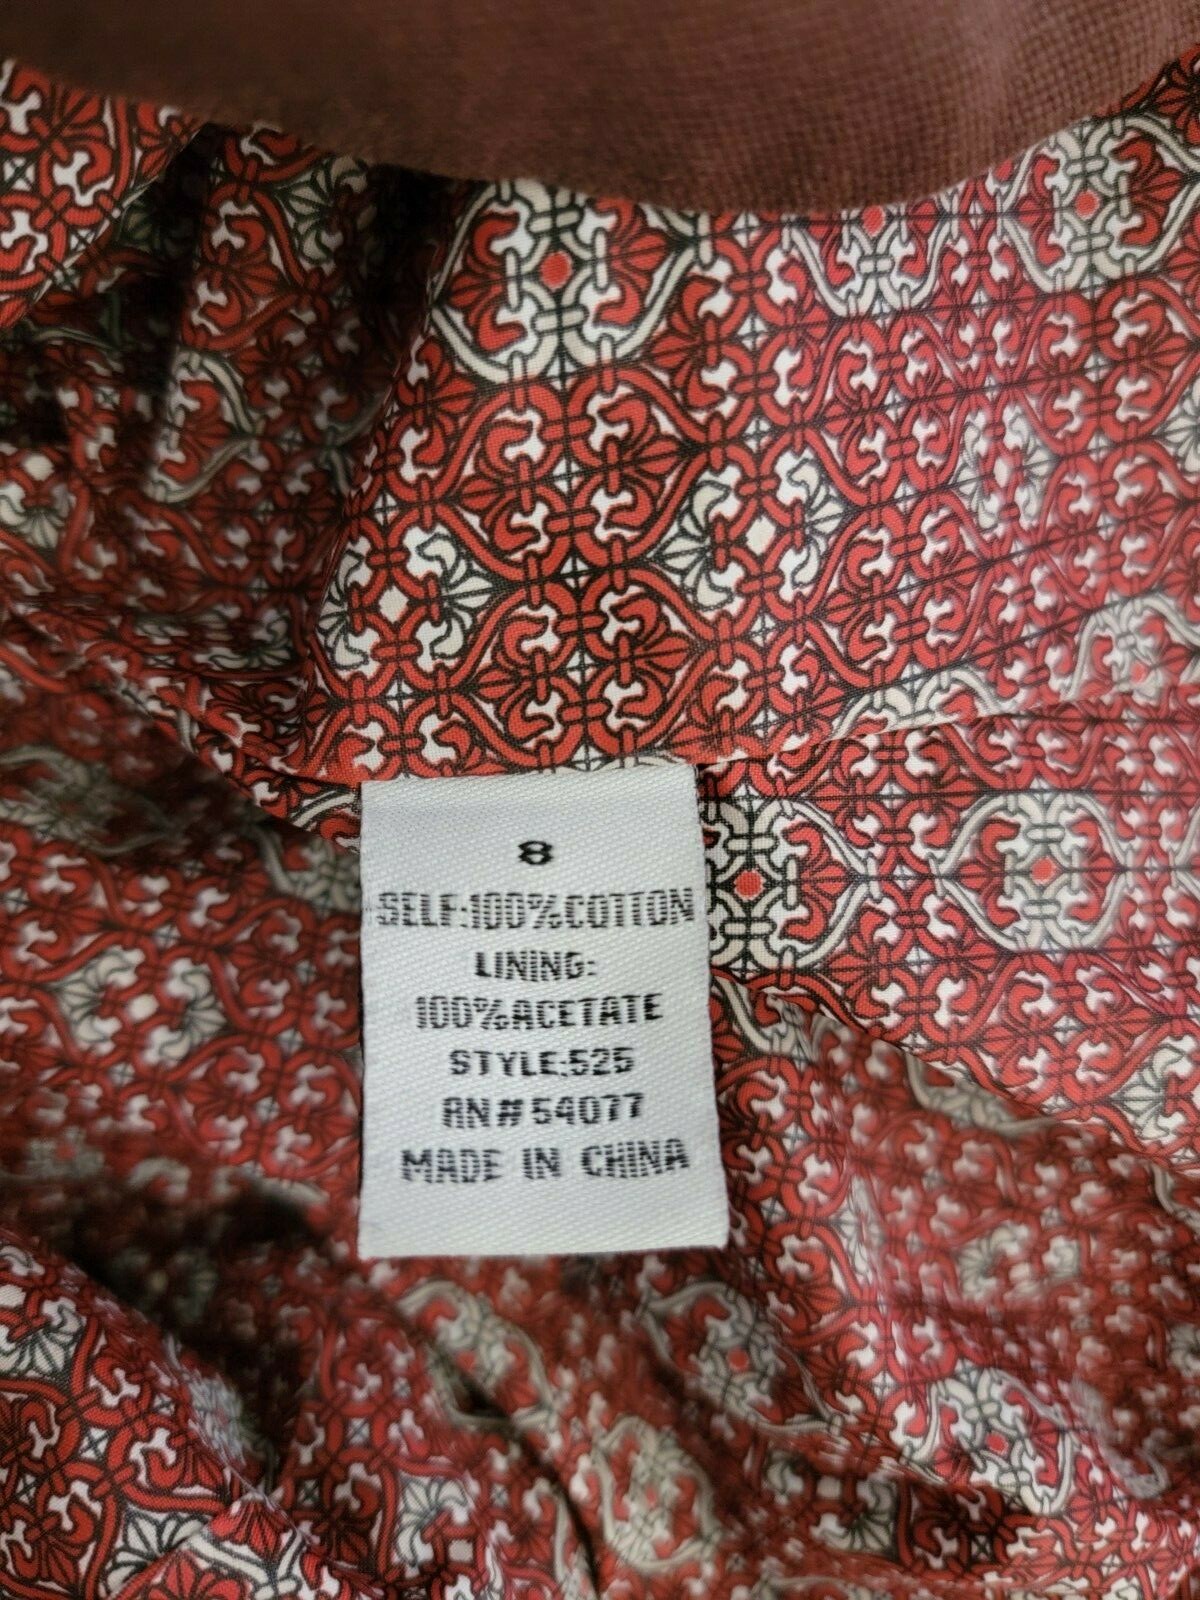 8
SELF:100%COTTON
LINING:
100%ACETATE
STYLE:525
RN#54077
MADE IN CHINA